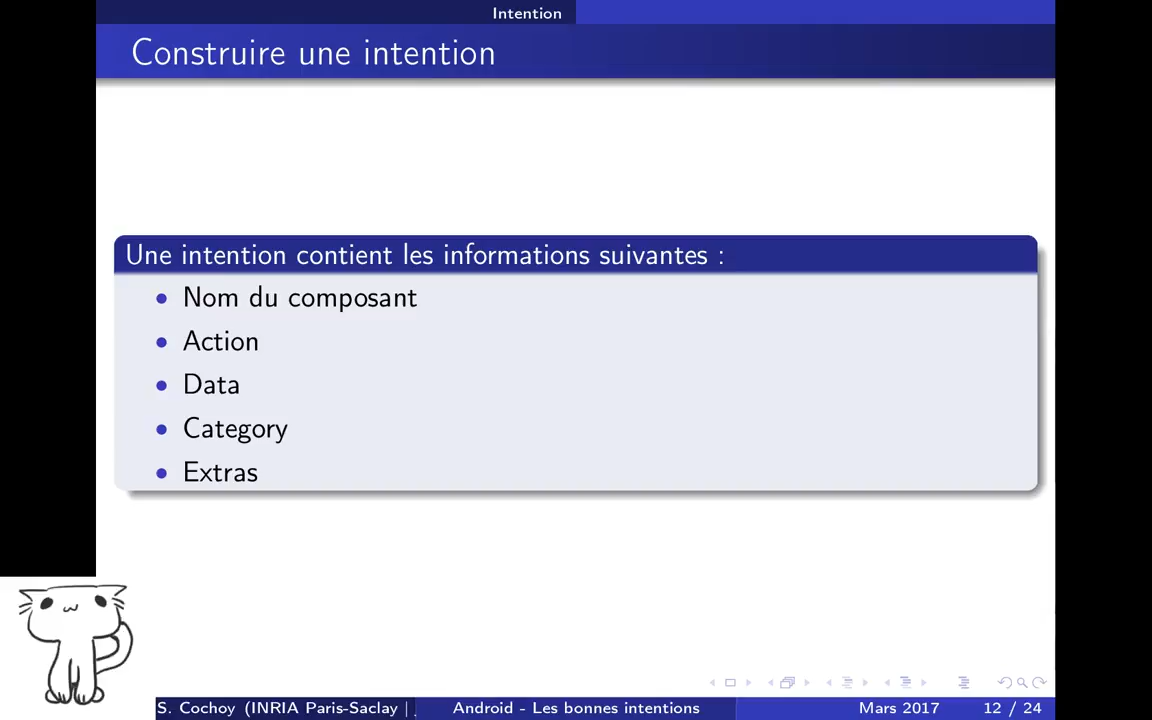 Intention
Construire une intention
Une intention contient les informations suivantes :
Nom du composant
Action
Data
Category
Extras
S. Cochoy (INRIA Paris-Saclay | Android - Les bonnes intentions Mars 2017 12 / 24